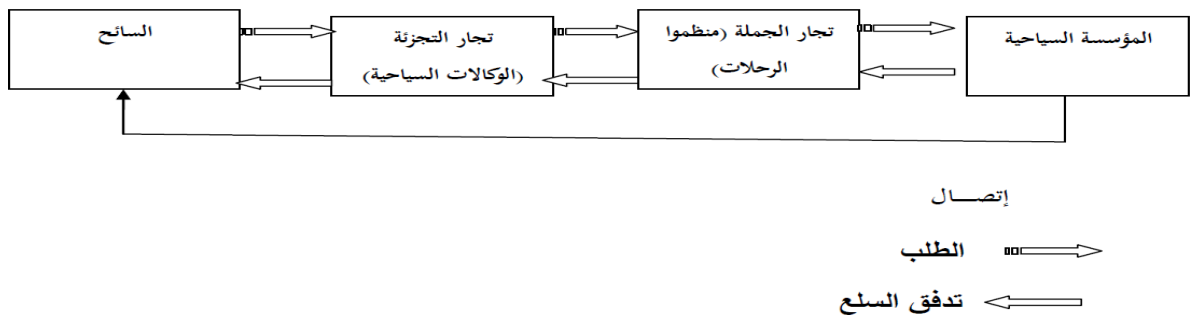 المؤسسة السياحية
تجار الجملة (منظموا
الرحلات)
تجار التجزئة
(الوكالات السياحية)
السائح
إتصـــال
الطلب
تدفق السلع